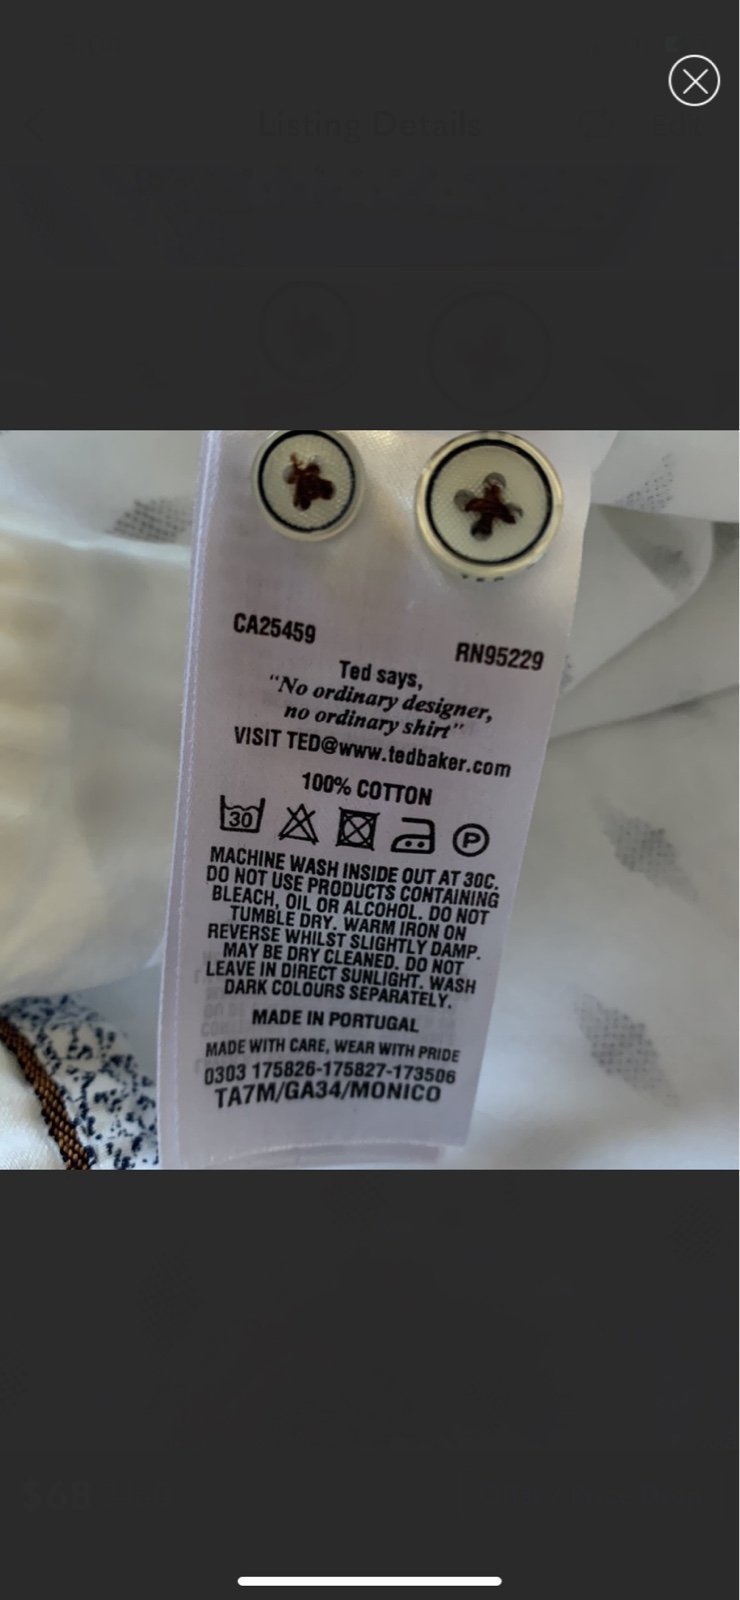 Listing Details
Edit
CA25459
RN95229
Ted says,
"No ordinary designer,
no ordinary shirt"
VISIT TED@www.tedbaker.com
100% COTTON
30
P
MACHINE WASH INSIDE OUT AT 30C.
DO NOT USE PRODUCTS CONTAINING
BLEACH, OIL OR ALCOHOL. DO NOT
TUMBLE DRY. WARM IRON ON
REVERSE WHILST SLIGHTLY DAMP.
MAY BE DRY CLEANED. DO NOT
LEAVE IN DIRECT SUNLIGHT. WASH
DARK COLOURS SEPARATELY.
MADE IN PORTUGAL
MADE WITH CARE, WEAR WITH PRIDE
0303 175826-175827-173506
TA7M/GA34/MONICO
$68